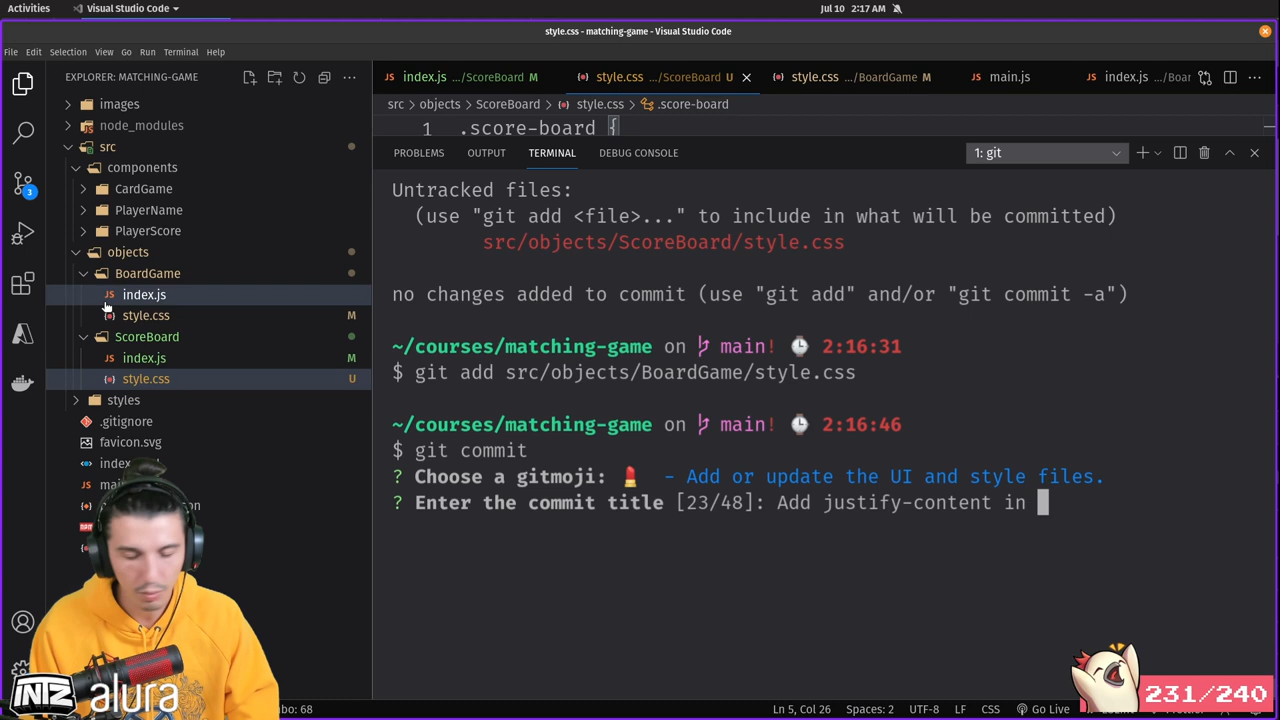 Activities
Visual Studio Code
Jul 10 2:17 AM
style.css - matching-game - Visual Studio Code
File Edit Selection View Go Run Terminal Help
EXPLORER: MATCHING-GAME
images
node_modules
src
components
CardGame
PlayerName
PlayerScore
objects
BoardGame
index.js
style.css M
ScoreBoard
index.js M
style.css U
styles
.gitignore
favicon.svg
3
index.js .../ScoreBoard M
style.css .../ScoreBoard U
style.css .../BoardGame M
main.js
index.js .../Boar
src > objects > ScoreBoard > style.css > .score-board
1 .score-board {
PROBLEMS OUTPUT TERMINAL DEBUG CONSOLE
1: git
Untracked files:
(use "git add <file>..." to include in what will be committed)
src/objects/ScoreBoard/style.css
no changes added to commit (use "git add" and/or "git commit -a")
~/courses/matching-game on main! 2:16:31
$ git add src/objects/BoardGame/style.css
~/courses/matching-game on main! 2:16:46
$ git commit
? Choose a gitmoji: 💄 - Add or update the UI and style files.
? Enter the commit title [23/48]: Add justify-content in
INTZ alura
231/240
Ln 5, Col 26 Spaces: 2 UTF-8 LF CSS Go Live